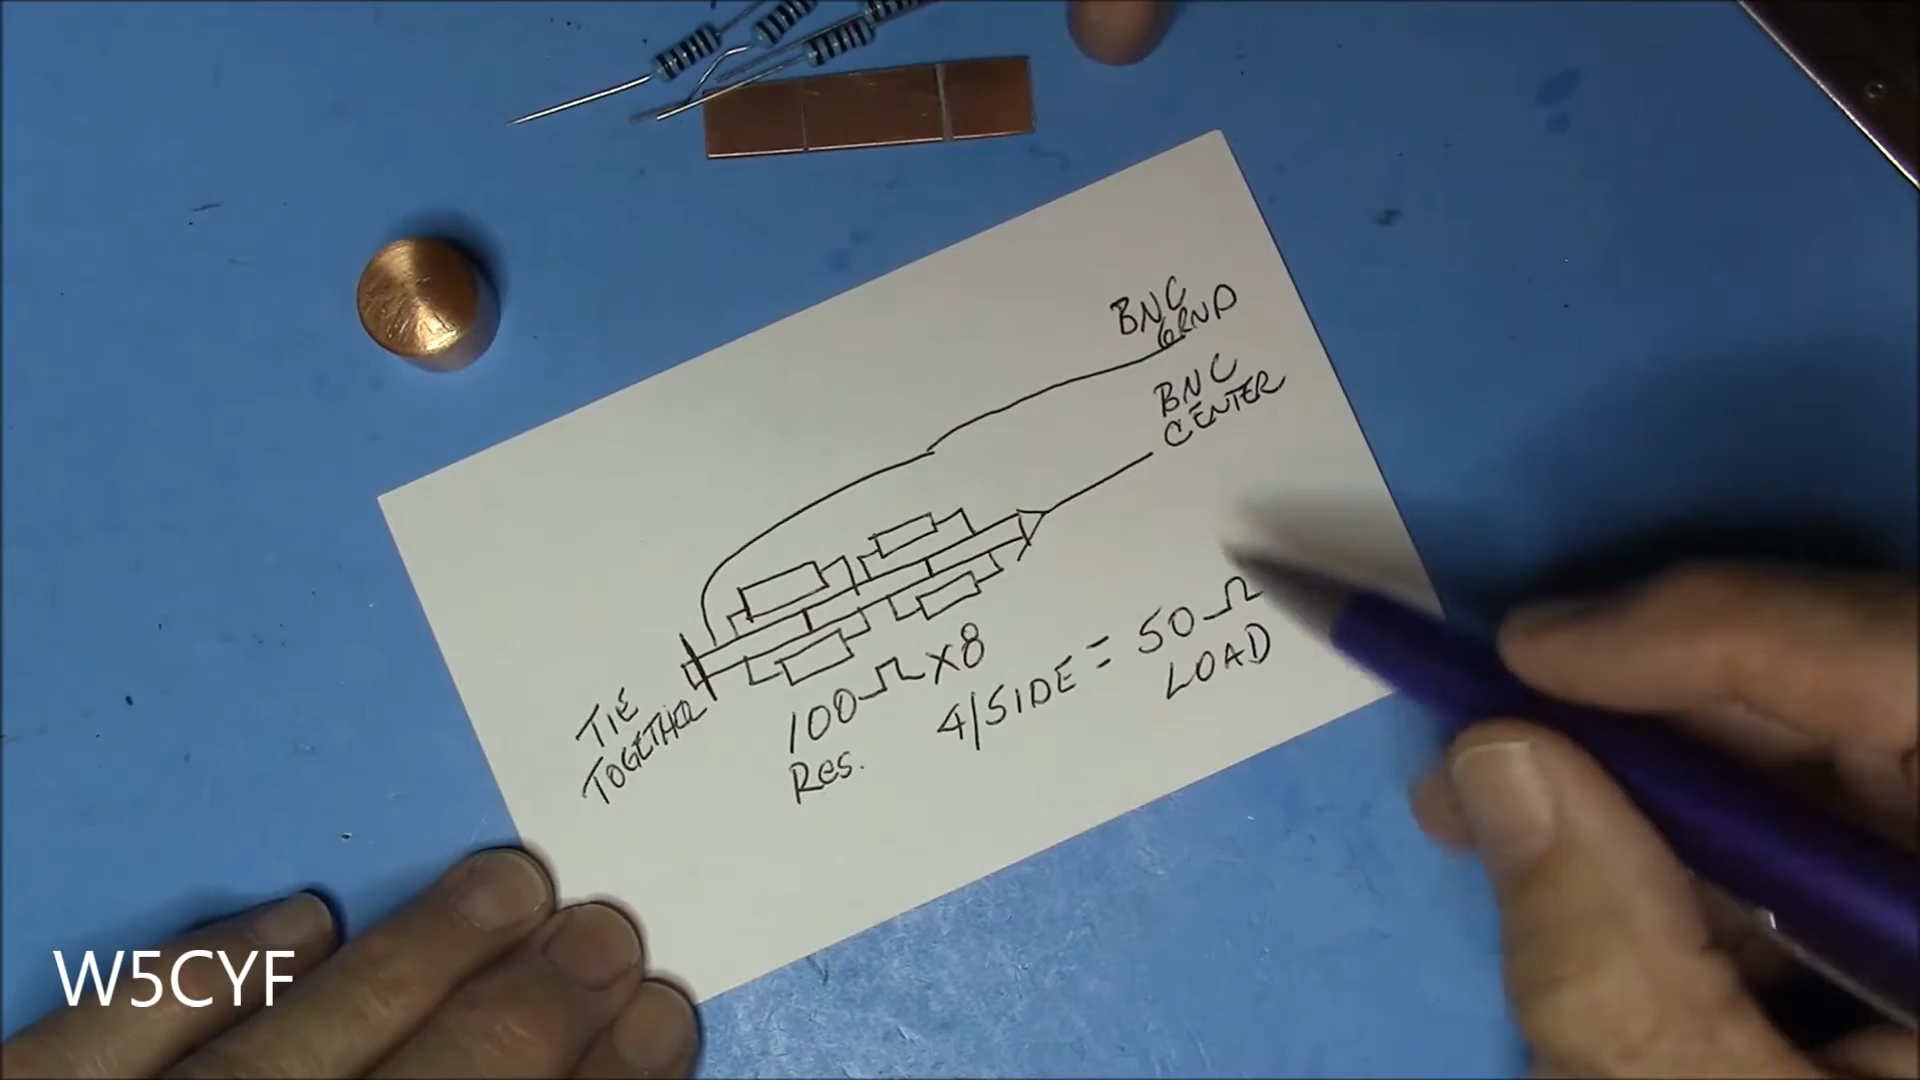 BNC
GRND
BNC
CENTER
TIE
TOGETHER
100Ω X8
Res.
4/SIDE = 50Ω
LOAD
W5CYF